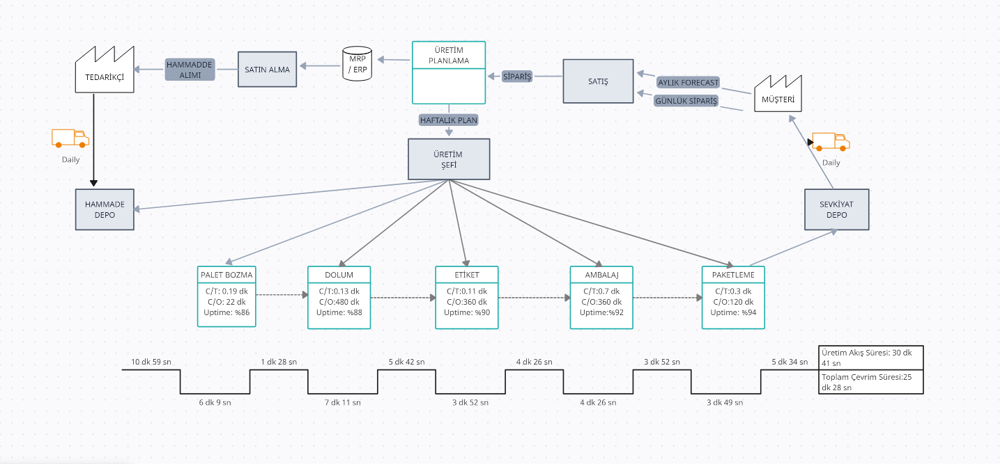 TEDARİKÇİ
HAMMADDE
ALIMI
SATIN ALMA
MRP
/ ERP
ÜRETİM
PLANLAMA
SİPARİŞ
SATIŞ
AYLIK FORECAST
GÜNLÜK SİPARİŞ
MÜŞTERİ
HAFTALIK PLAN
Daily
ÜRETİM
ŞEFİ
Daily
HAMMADE
DEPO
SEVKİYAT
DEPO
PALET BOZMA
C/T: 0.19 dk
C/O: 22 dk
Uptime: %86
DOLUM
C/T:0.13 dk
C/O:480 dk
Uptime: %88
ETİKET
C/T:0.11 dk
C/O:360 dk
Uptime: %90
AMBALAJ
C/T:0.7 dk
C/O:360 dk
Uptime:%92
PAKETLEME
C/T:0.3 dk
C/O:120 dk
Uptime: %94
10 dk 59 sn
1 dk 28 sn
5 dk 42 sn
4 dk 26 sn
3 dk 52 sn
5 dk 34 sn
Üretim Akış Süresi: 30 dk
41 sn
Toplam Çevrim Süresi:25
dk 28 sn
6 dk 9 sn
7 dk 11 sn
3 dk 52 sn
4 dk 26 sn
3 dk 49 sn